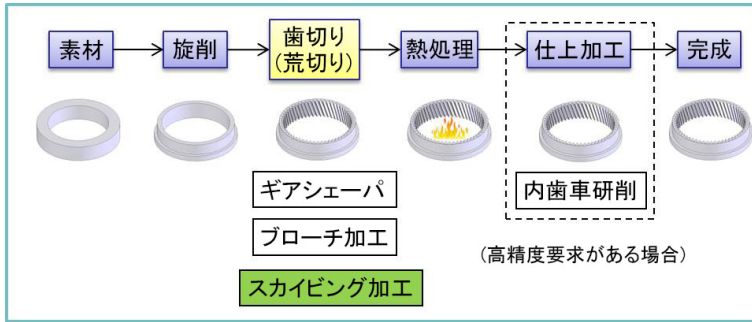 素材
旋削
歯切り
(荒切り)
熱処理
仕上加工
完成
ギアシェーパ
ブローチ加工
スカイビング加工
内歯車研削
(高精度要求がある場合)